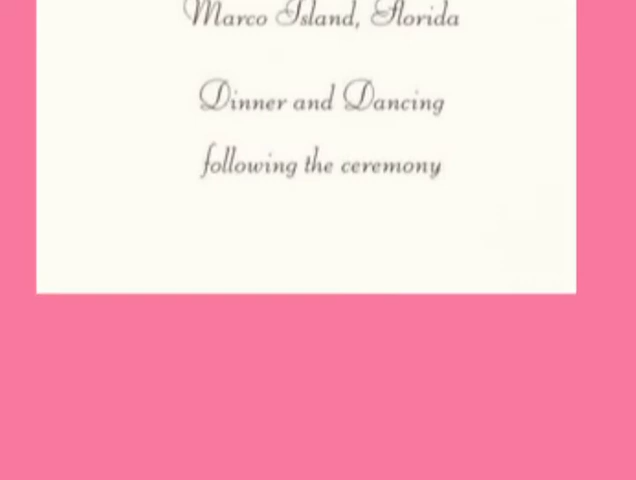 Marco Island, Florida
Dinner and Dancing
following the ceremony